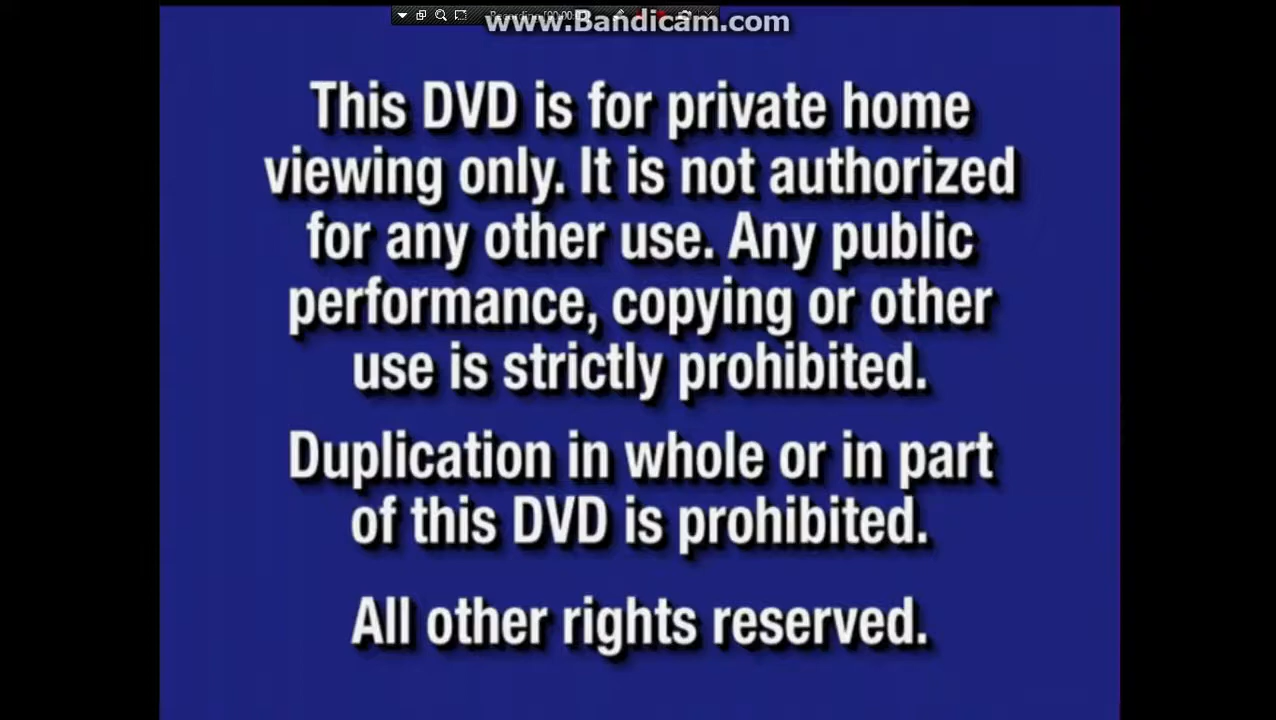 www.Bandicam.com
This DVD is for private home
viewing only. It is not authorized
for any other use. Any public
performance, copying or other
use is strictly prohibited.
Duplication in whole or in part
of this DVD is prohibited.
All other rights reserved.